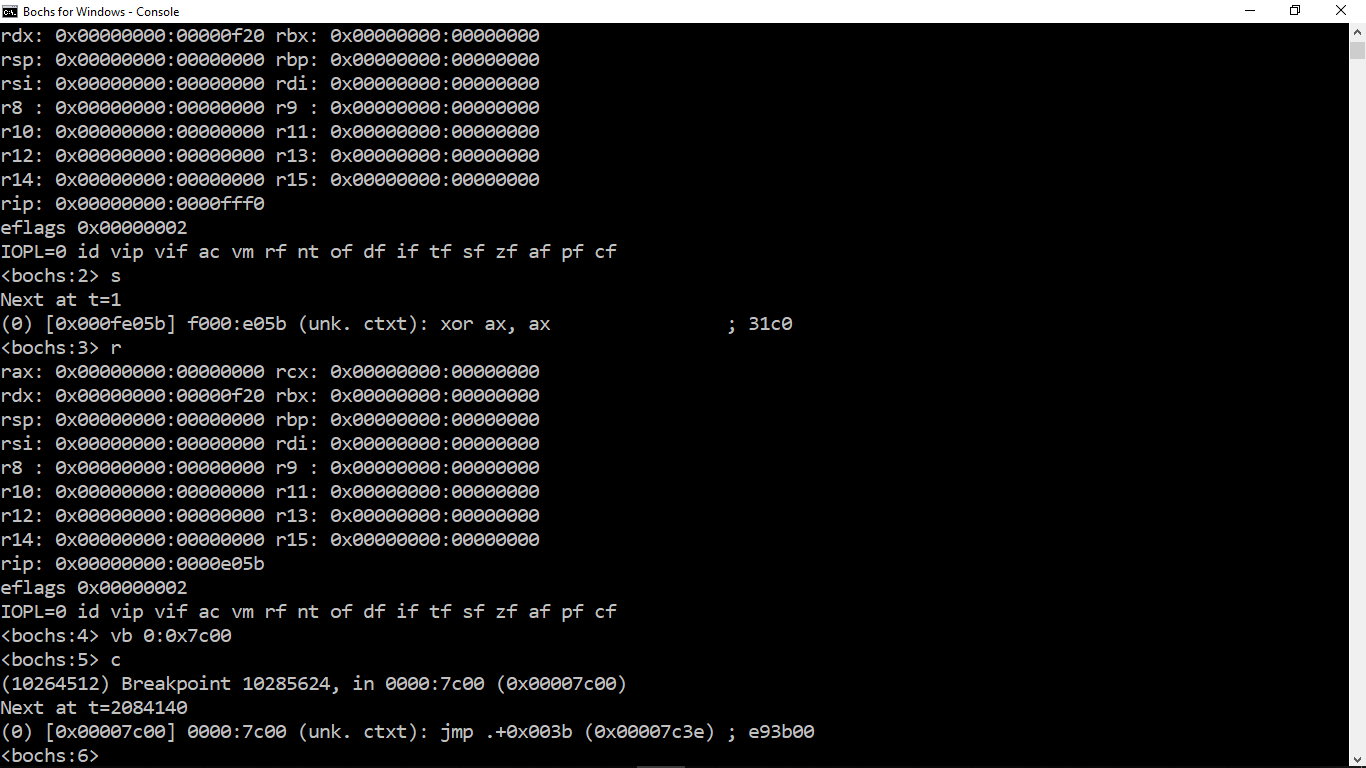 Bochs for Windows - Console
rdx: 0x00000000:00000f20 rbx: 0x00000000:00000000
rsp: 0x00000000:00000000 rbp: 0x00000000:00000000
rsi: 0x00000000:00000000 rdi: 0x00000000:00000000
r8 : 0x00000000:00000000 r9 : 0x00000000:00000000
r10: 0x00000000:00000000 r11: 0x00000000:00000000
r12: 0x00000000:00000000 r13: 0x00000000:00000000
r14: 0x00000000:00000000 r15: 0x00000000:00000000
rip: 0x00000000:0000fff0
eflags 0x00000002
IOPL=0 id vip vif ac vm rf nt of df if tf sf zf af pf cf
<bochs:2> s
Next at t=1
(0) [0x000fe05b] f000:e05b (unk. ctxt): xor ax, ax                ; 31c0
<bochs:3> r
rax: 0x00000000:00000000 rcx: 0x00000000:00000000
rdx: 0x00000000:00000f20 rbx: 0x00000000:00000000
rsp: 0x00000000:00000000 rbp: 0x00000000:00000000
rsi: 0x00000000:00000000 rdi: 0x00000000:00000000
r8 : 0x00000000:00000000 r9 : 0x00000000:00000000
r10: 0x00000000:00000000 r11: 0x00000000:00000000
r12: 0x00000000:00000000 r13: 0x00000000:00000000
r14: 0x00000000:00000000 r15: 0x00000000:00000000
rip: 0x00000000:0000e05b
eflags 0x00000002
IOPL=0 id vip vif ac vm rf nt of df if tf sf zf af pf cf
<bochs:4> vb 0:0x7c00
<bochs:5> c
(10264512) Breakpoint 10285624, in 0000:7c00 (0x00007c00)
Next at t=2084140
(0) [0x00007c00] 0000:7c00 (unk. ctxt): jmp .+0x003b (0x00007c3e) ; e93b00
<bochs:6>